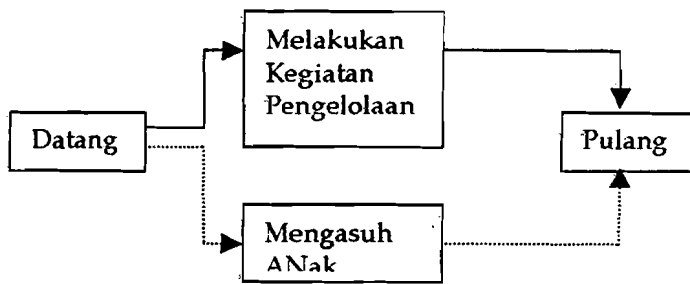 Datang
Melakukan
Kegiatan
Pengelolaan
Pulang
Mengasuh
ANak